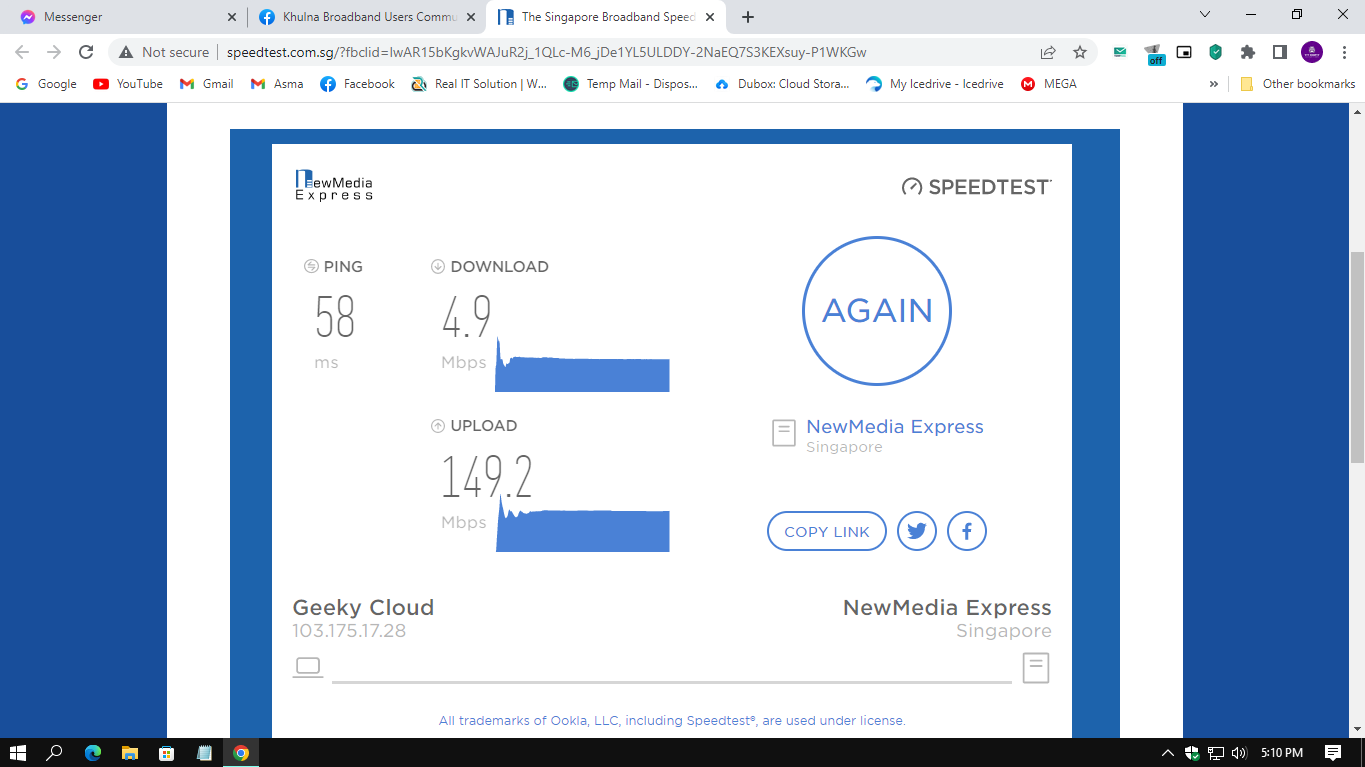 Messenger
Khulna Broadband Users Commu
The Singapore Broadband Speed
Not secure
speedtest.com.sg/?fbclid=IwAR15bKgkvWAJuR2j_1QLc-M6_jDe1YL5ULDDY-2NaEQ7S3KEXsuy-P1WKGw
off
Google
YouTube
Gmail
Asma
Facebook
Real IT Solution | W...
Temp Mail - Dispos...
Dubox: Cloud Stora...
My Icedrive - Icedrive
MEGA
»
Other bookmarks
NewMedia
Express
SPEEDTEST
PING
58
ms
DOWNLOAD
4.9
Mbps
AGAIN
UPLOAD
149.2
Mbps
NewMedia Express
Singapore
COPY LINK
Geeky Cloud
103.175.17.28
NewMedia Express
Singapore
All trademarks of Ookla, LLC, including Speedtest®, are used under license.
5:10 PM